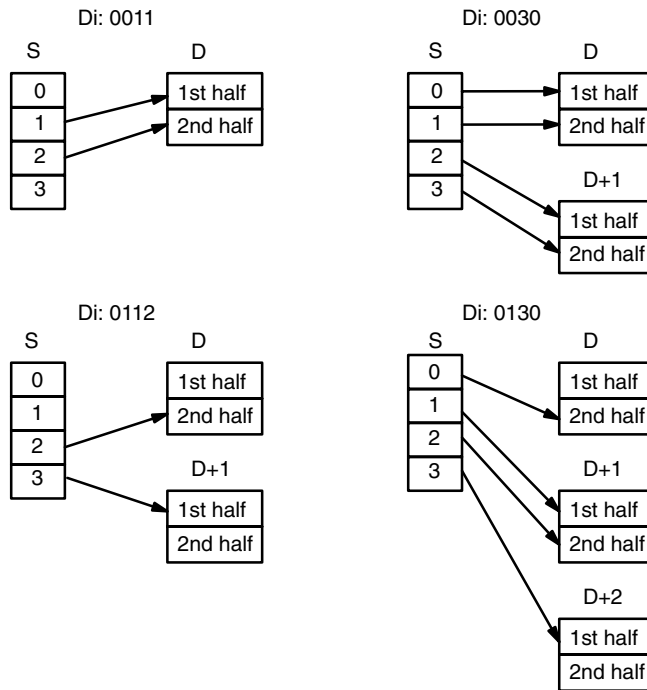 Di: 0011
S D
0 1st half
1 2nd half
2
3
Di: 0030
S D
0 1st half
1 2nd half
2
3
D+1
1st half
2nd half
Di: 0112
S D
0 1st half
1 2nd half
2
3
D+1
1st half
2nd half
Di: 0130
S D
0 1st half
1 2nd half
2
3
D+1
1st half
2nd half
D+2
1st half
2nd half